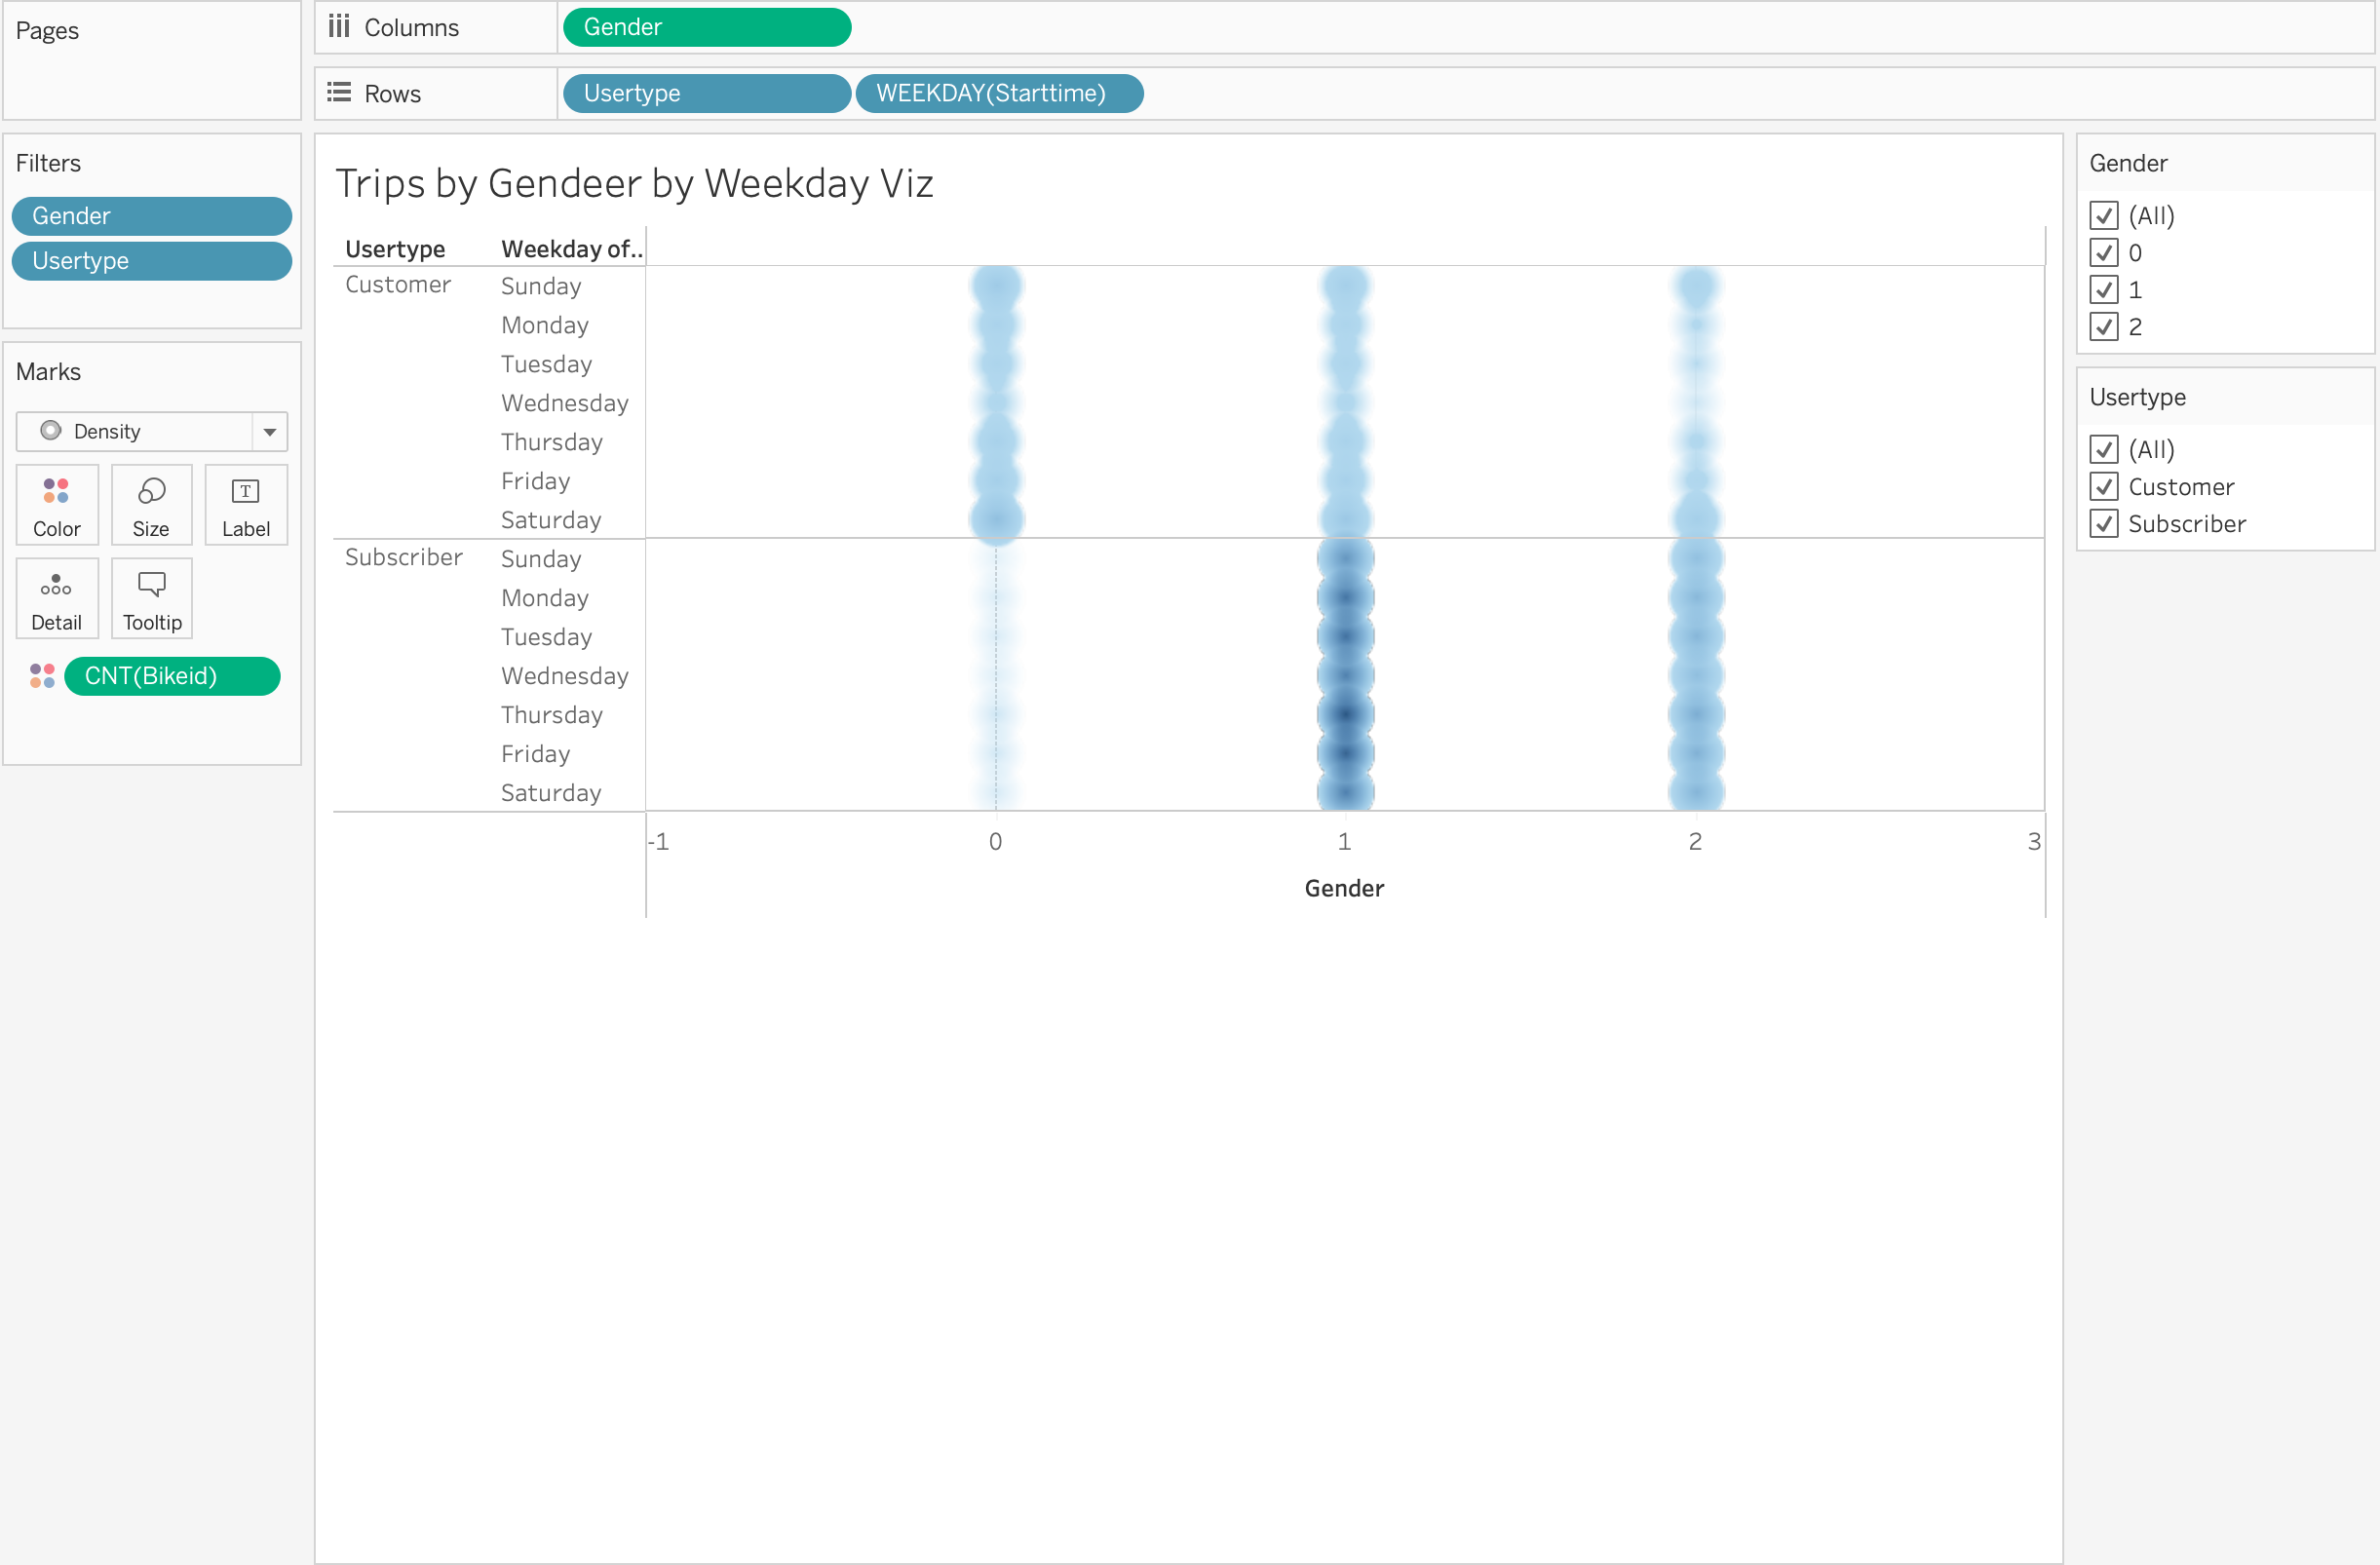 Pages
Columns
Gender
Rows
Usertype
WEEKDAY(Starttime)
Filters
Gender
Usertype
Marks
Density
Color
Size
T
Label
Detail
Tooltip
CNT(Bikeid)
Trips by Gendeer by Weekday Viz
Usertype Weekday of..
Customer Sunday
Monday
Tuesday
Wednesday
Thursday
Friday
Saturday
Subscriber Sunday
Monday
Tuesday
Wednesday
Thursday
Friday
Saturday
-1 0 1 2 3
Gender
Gender
(All)
0
1
2
Usertype
(All)
Customer
Subscriber